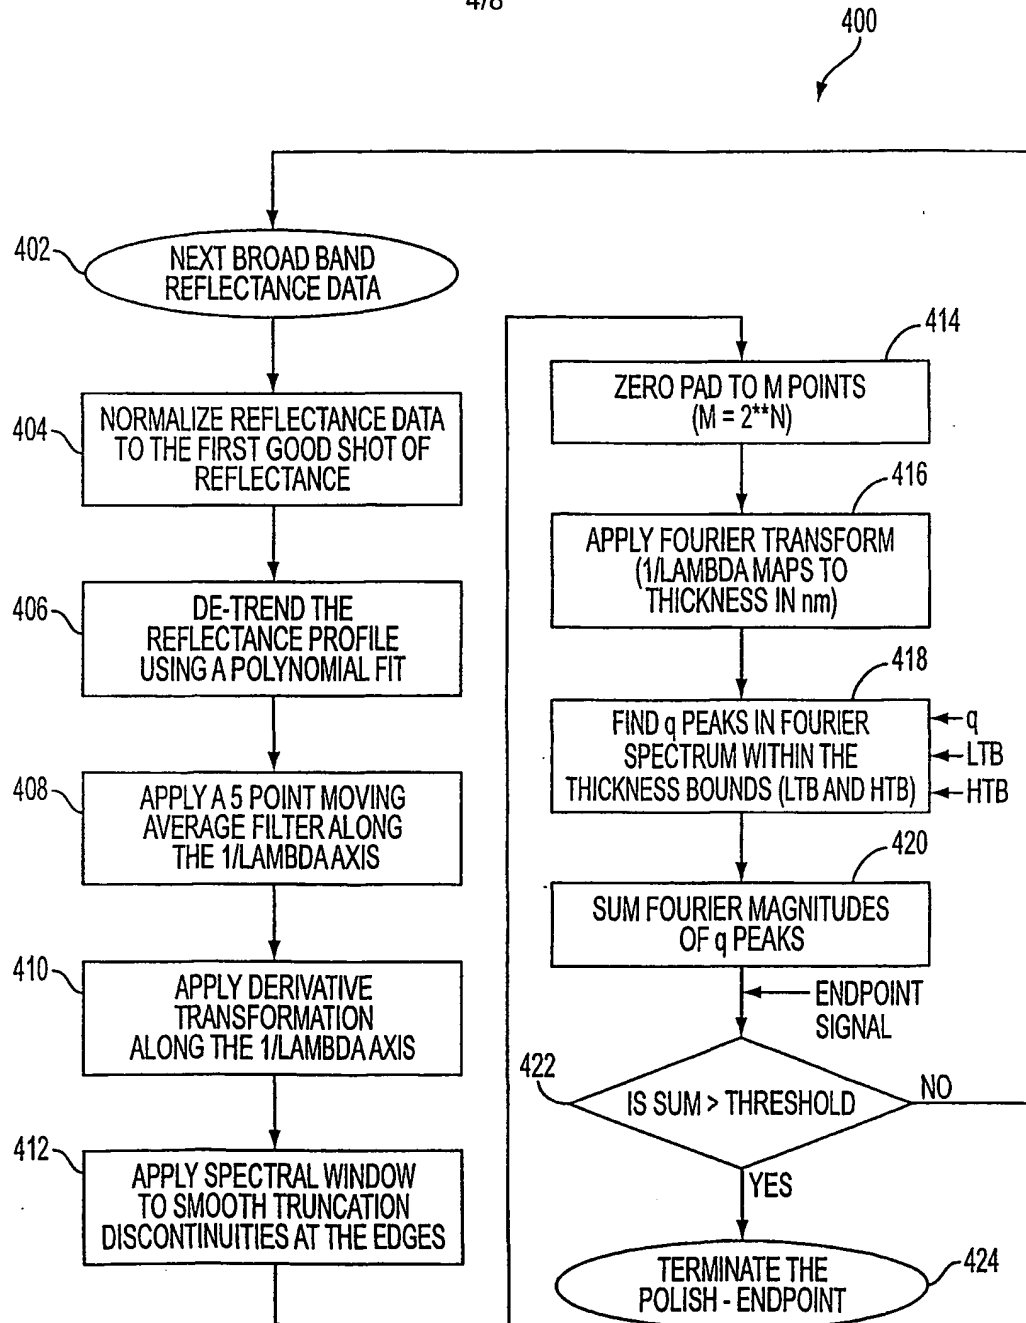 4/8
400
402
NEXT BROAD BAND
REFLECTANCE DATA
404
NORMALIZE REFLECTANCE DATA
TO THE FIRST GOOD SHOT OF
REFLECTANCE
406
DE-TREND THE
REFLECTANCE PROFILE
USING A POLYNOMIAL FIT
408
APPLY A 5 POINT MOVING
AVERAGE FILTER ALONG
THE 1/LAMBDA AXIS
410
APPLY DERIVATIVE
TRANSFORMATION
ALONG THE 1/LAMBDA AXIS
412
APPLY SPECTRAL WINDOW
TO SMOOTH TRUNCATION
DISCONTINUITIES AT THE EDGES
414
ZERO PAD TO M POINTS
(M = 2**N)
416
APPLY FOURIER TRANSFORM
(1/LAMBDA MAPS TO
THICKNESS IN nm)
418
FIND q PEAKS IN FOURIER
SPECTRUM WITHIN THE
THICKNESS BOUNDS (LTB AND HTB)
q
LTB
HTB
420
SUM FOURIER MAGNITUDES
OF q PEAKS
ENDPOINT
SIGNAL
422
IS SUM > THRESHOLD
NO
YES
TERMINATE THE
POLISH - ENDPOINT
424